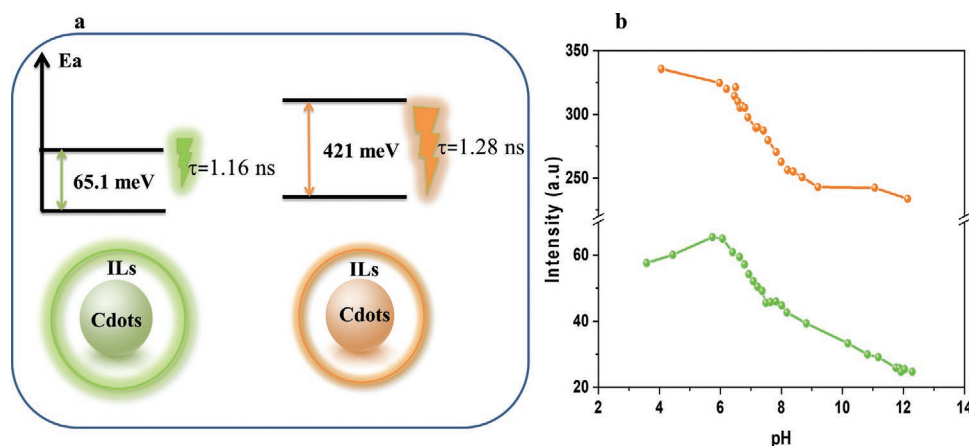 a
Ea
65.1 meV
τ=1.16 ns
421 meV
τ=1.28 ns
ILs
Cdots
ILs
Cdots
b
Intensity (a.u)
350
300
250
60
40
20
2 4 6 8 10 12 14
pH